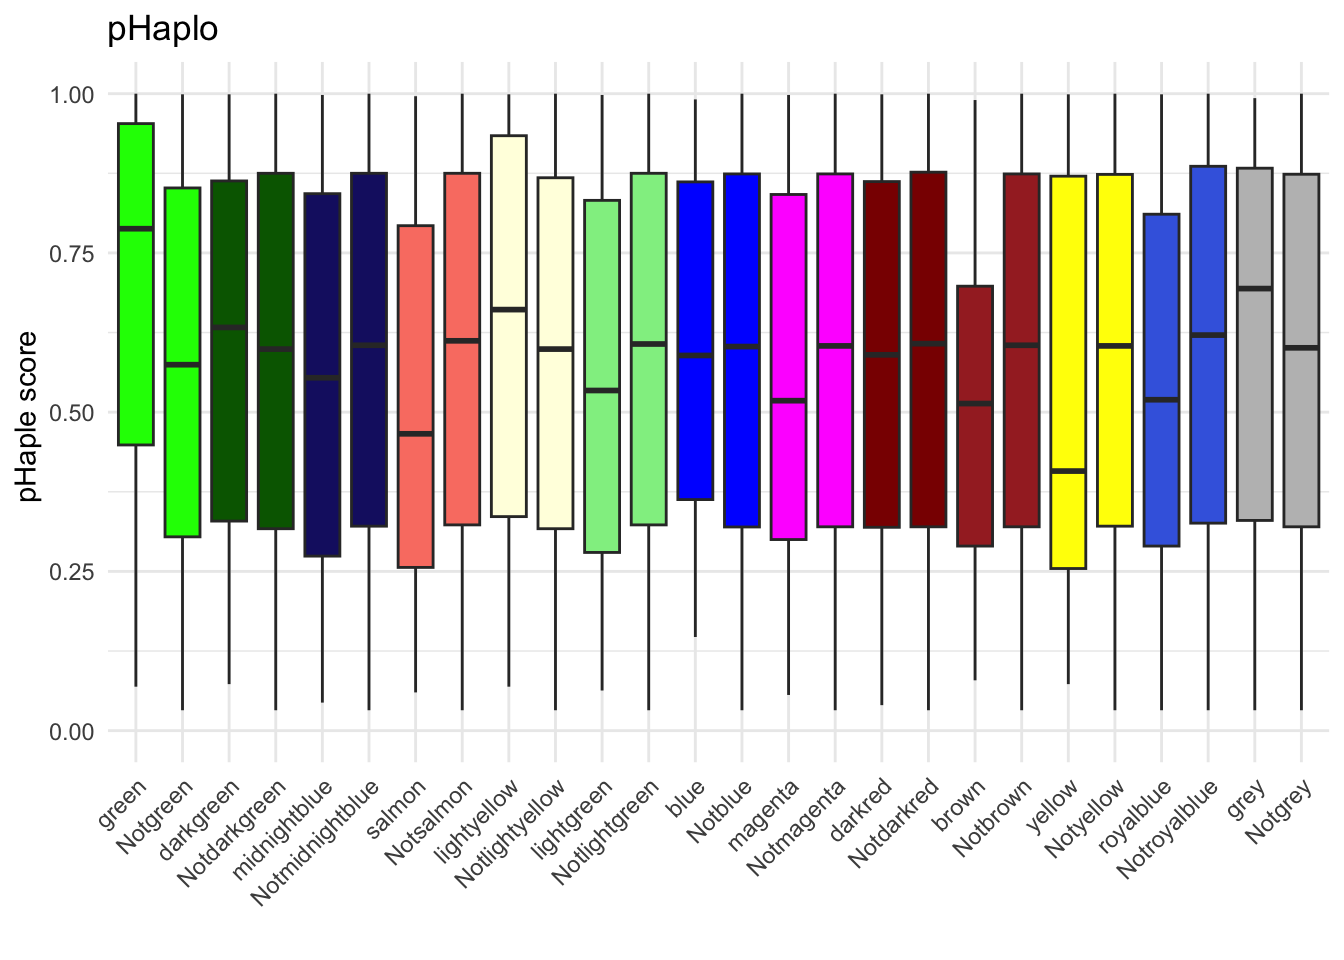 pHaplo
pHaple score
1.00
0.75
0.50
0.25
0.00
green
Notgreen
darkgreen
Notdarkgreen
midnightblue
Notmidnightblue
salmon
Notsalmon
lightyellow
Notlightyellow
lightgreen
Notlightgreen
blue
Notblue
magenta
Notmagenta
darkred
Notdarkred
brown
Notbrown
yellow
Notyellow
royalblue
Notroyalblue
grey
Notgrey